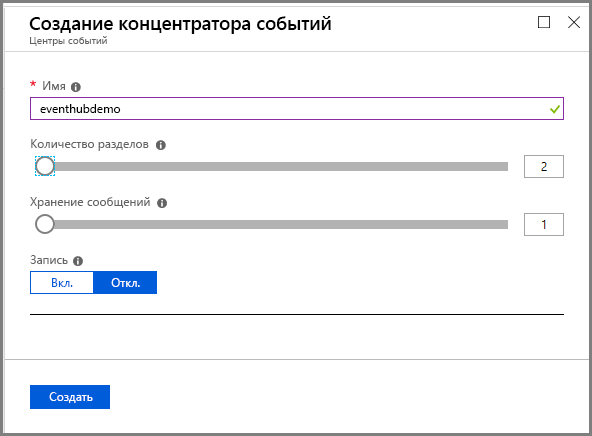 Создание концентратора событий
Центры событий
* Имя
eventhubdemo
Количество разделов
2
Хранение сообщений
1
Запись
Вкл. Откл.
Создать